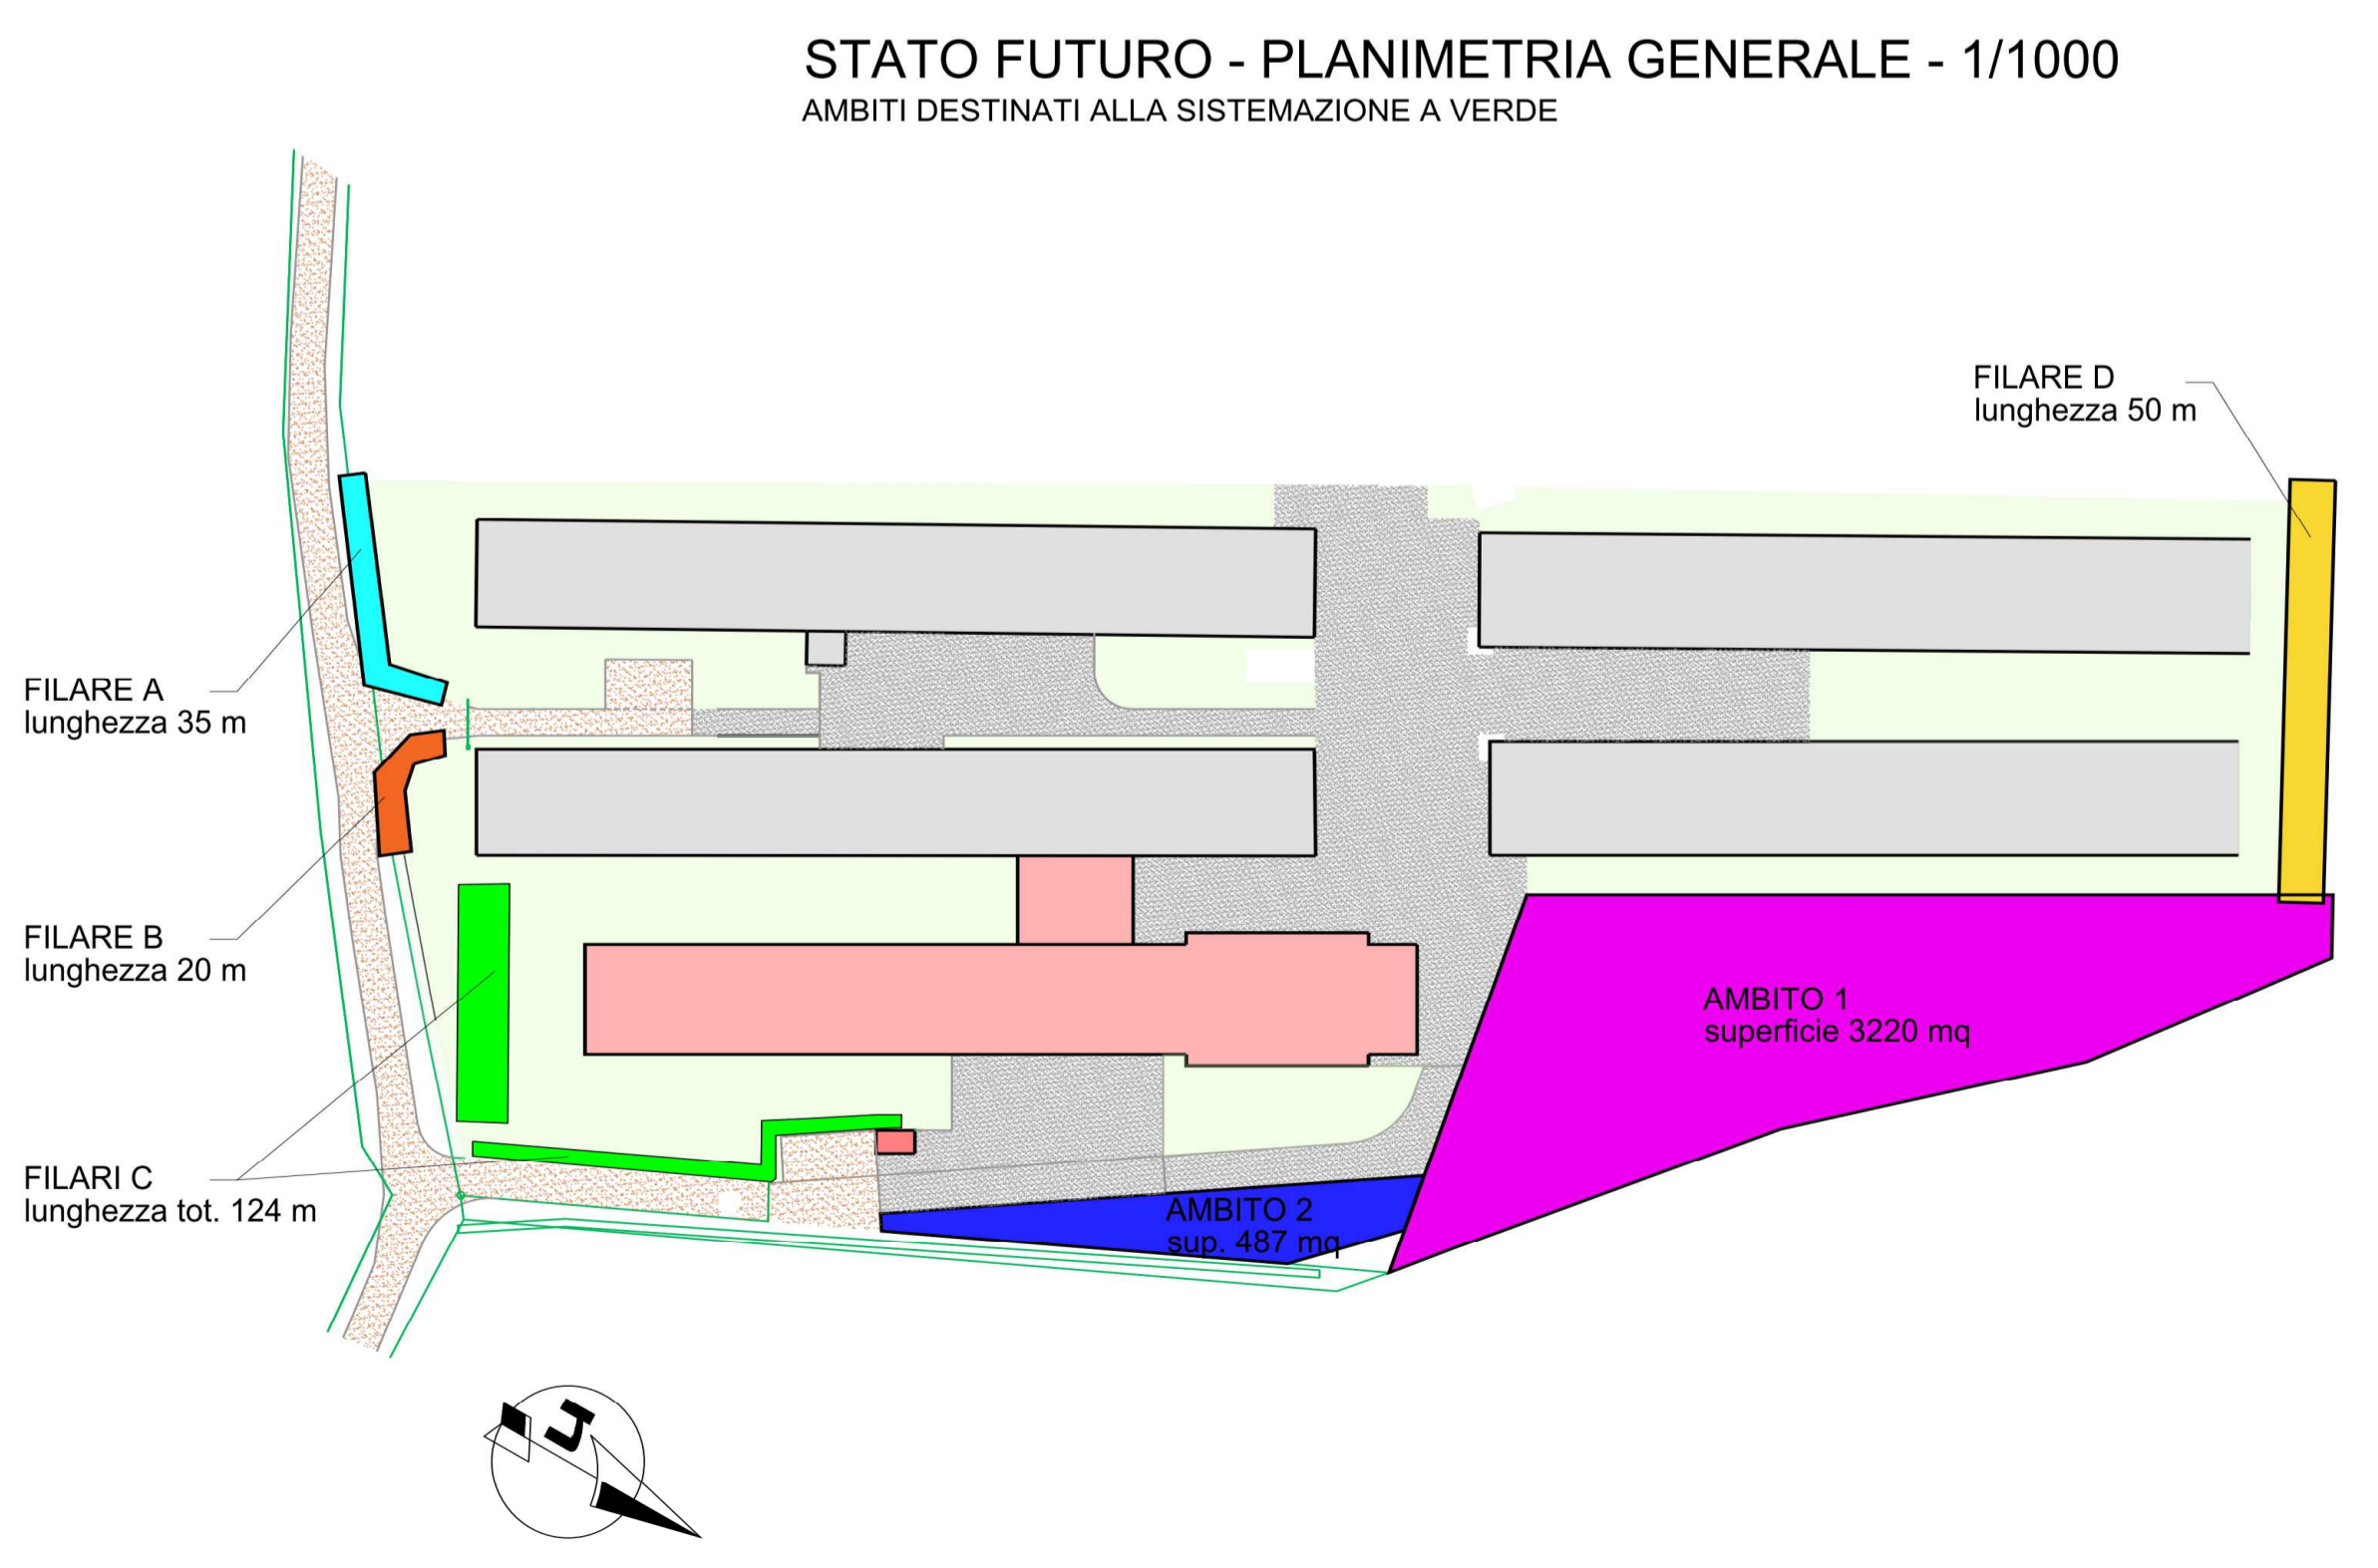 STATO FUTURO - PLANIMETRIA GENERALE - 1/1000
AMBITI DESTINATI ALLA SISTEMAZIONE A VERDE
FILARE D
lunghezza 50 m
FILARE A
lunghezza 35 m
FILARE B
lunghezza 20 m
AMBITO 1
superficie 3220 mq
FILARI C
lunghezza tot. 124 m
AMBITO 2
sup. 487 mq